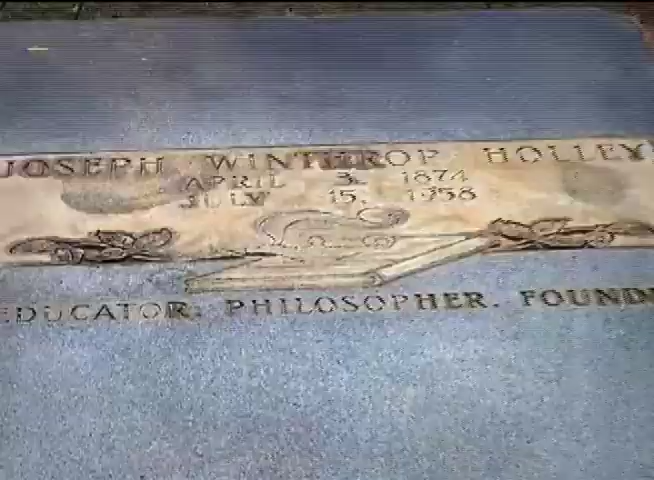 JOSEPH WINTHROP HOLLEY
APRIL 3, 1874
JULY 15, 1958
EDUCATOR, PHILOSOPHER, FOUND